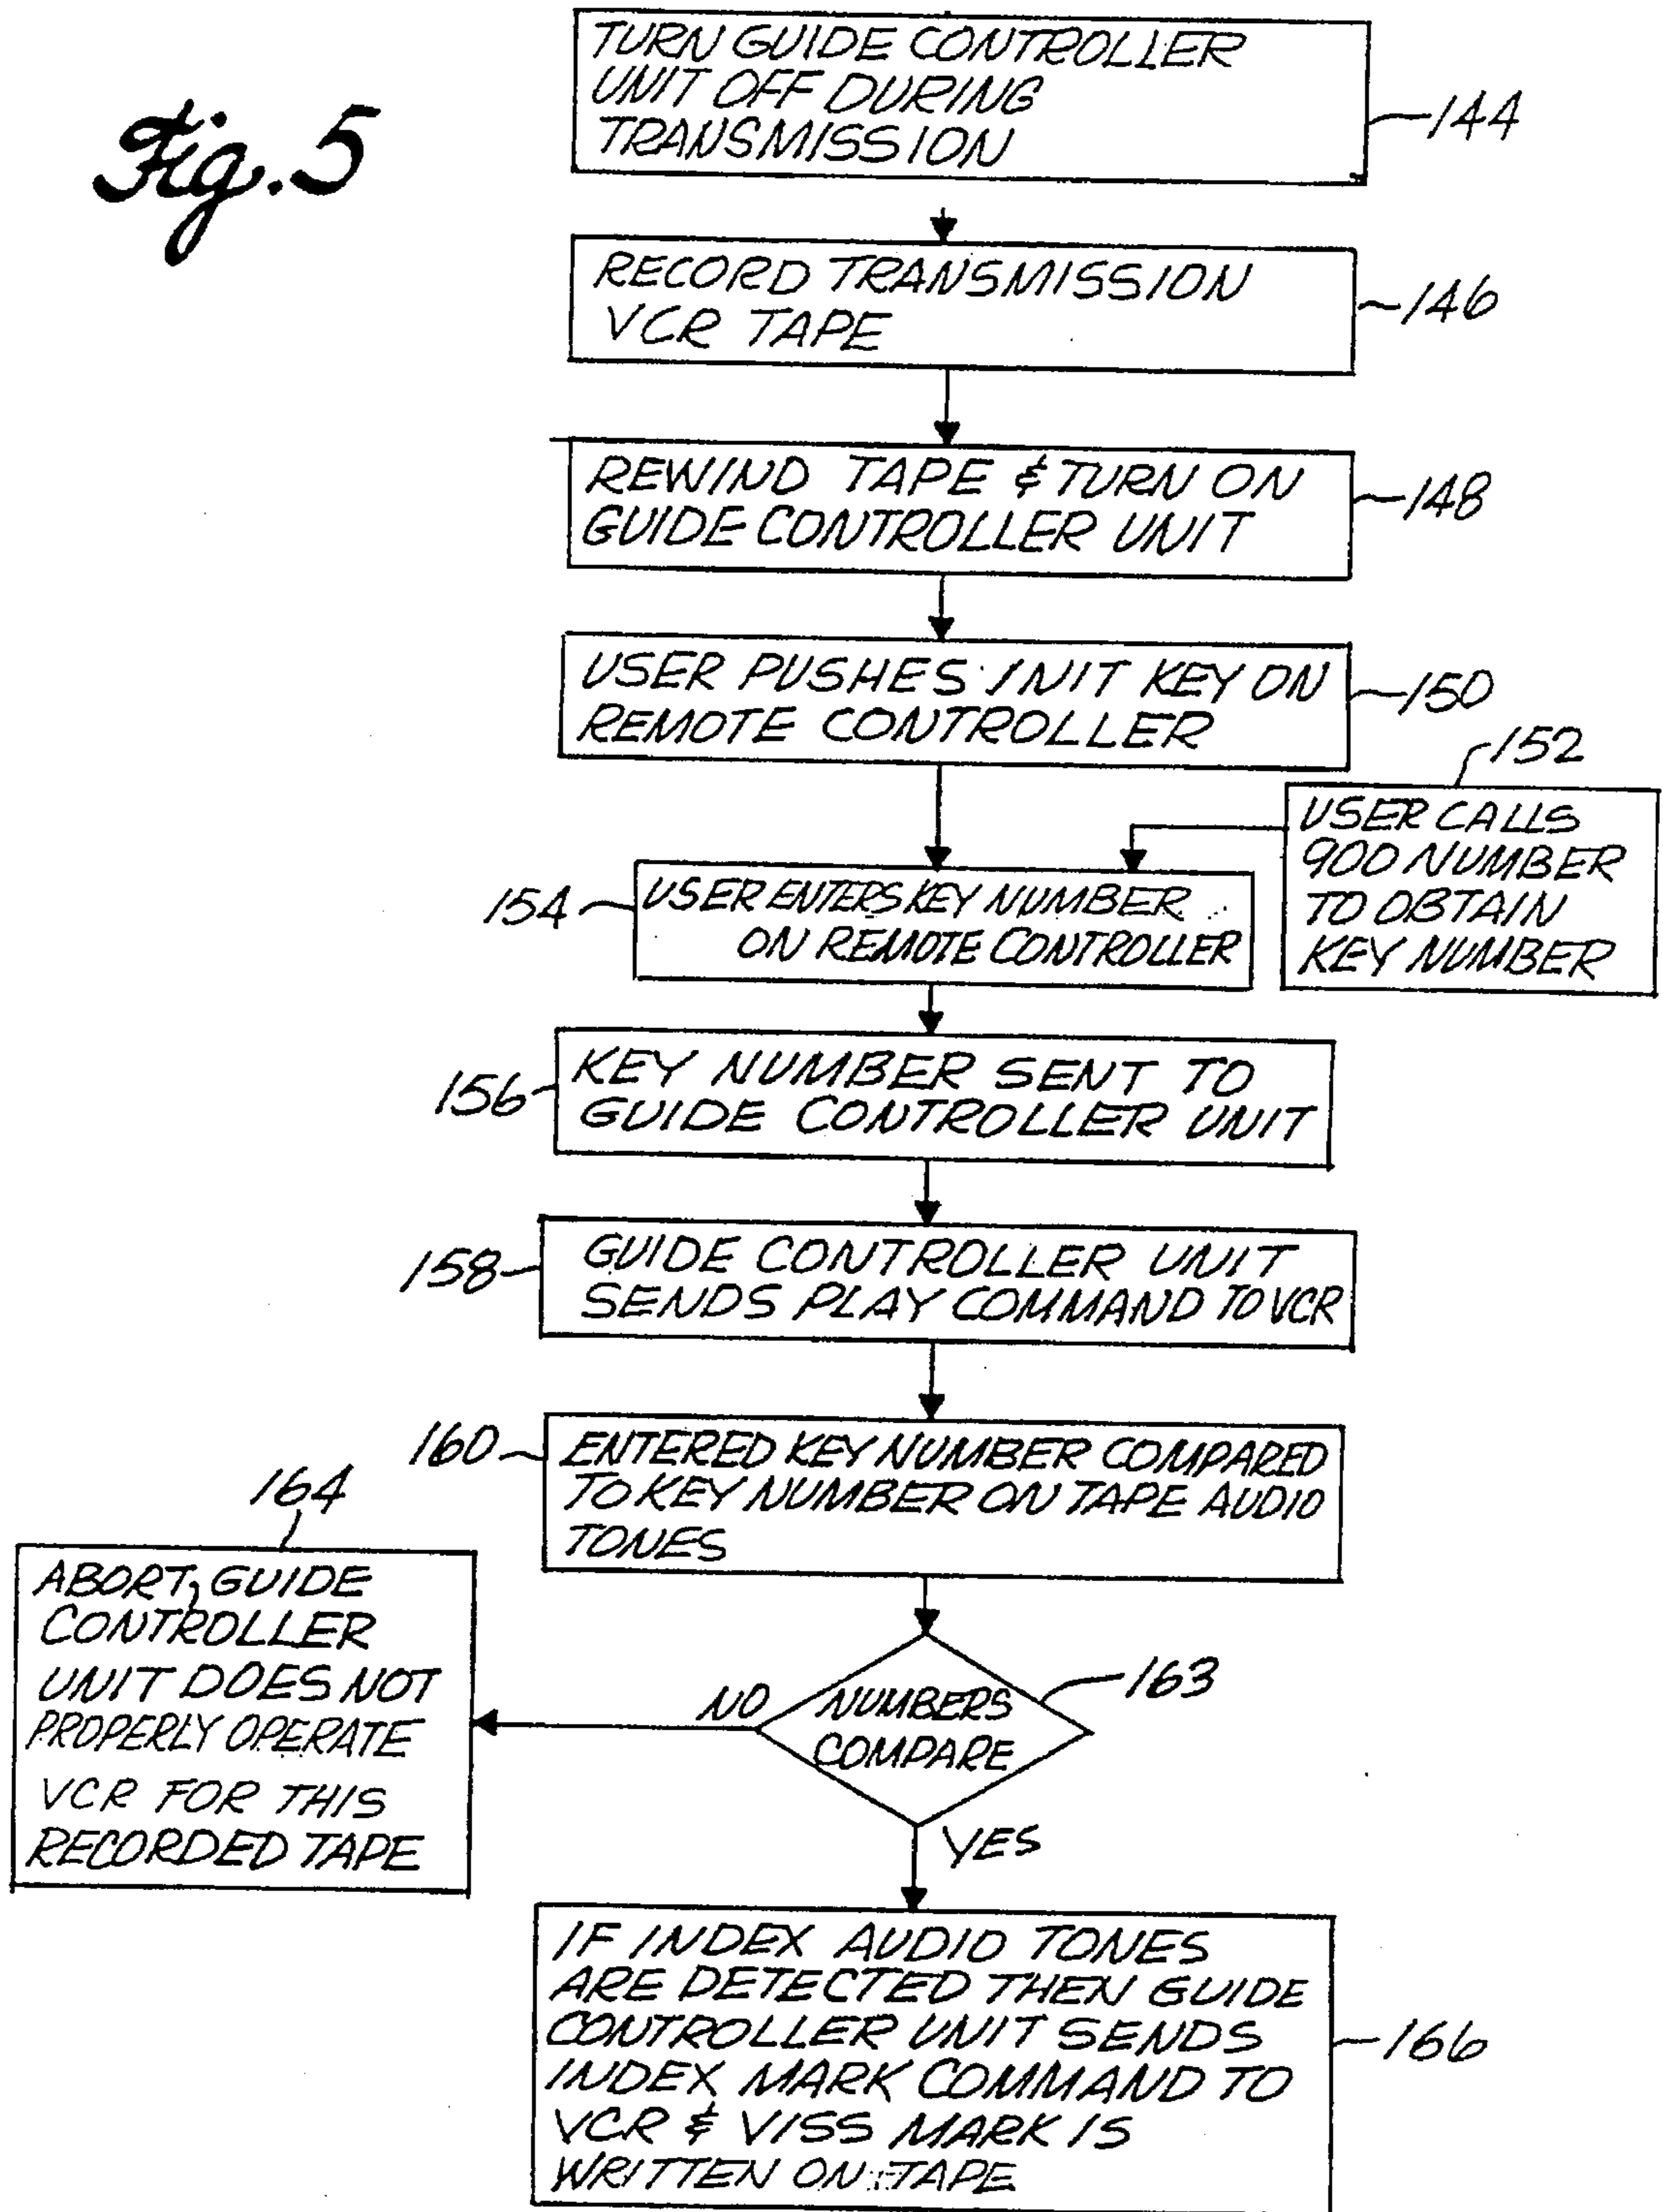 Fig. 5
TURN GUIDE CONTROLLER
UNIT OFF DURING
TRANSMISSION
144
RECORD TRANSMISSION
VCR TAPE
146
REWIND TAPE & TURN ON
GUIDE CONTROLLER UNIT
148
USER PUSHES INIT KEY ON
REMOTE CONTROLLER
150
152
USER CALLS
900 NUMBER
TO OBTAIN
KEY NUMBER
154
USER ENTERS KEY NUMBER
ON REMOTE CONTROLLER
156
KEY NUMBER SENT TO
GUIDE CONTROLLER UNIT
158
GUIDE CONTROLLER UNIT
SENDS PLAY COMMAND TO VCR
160
ENTERED KEY NUMBER COMPARED
TO KEY NUMBER ON TAPE AUDIO
TONES
163
NUMBERS
COMPARE
NO
164
ABORT, GUIDE
CONTROLLER
UNIT DOES NOT
PROPERLY OPERATE
VCR FOR THIS
RECORDED TAPE
YES
IF INDEX AUDIO TONES
ARE DETECTED THEN GUIDE
CONTROLLER UNIT SENDS
INDEX MARK COMMAND TO
VCR & VISS MARK IS
WRITTEN ON TAPE
166